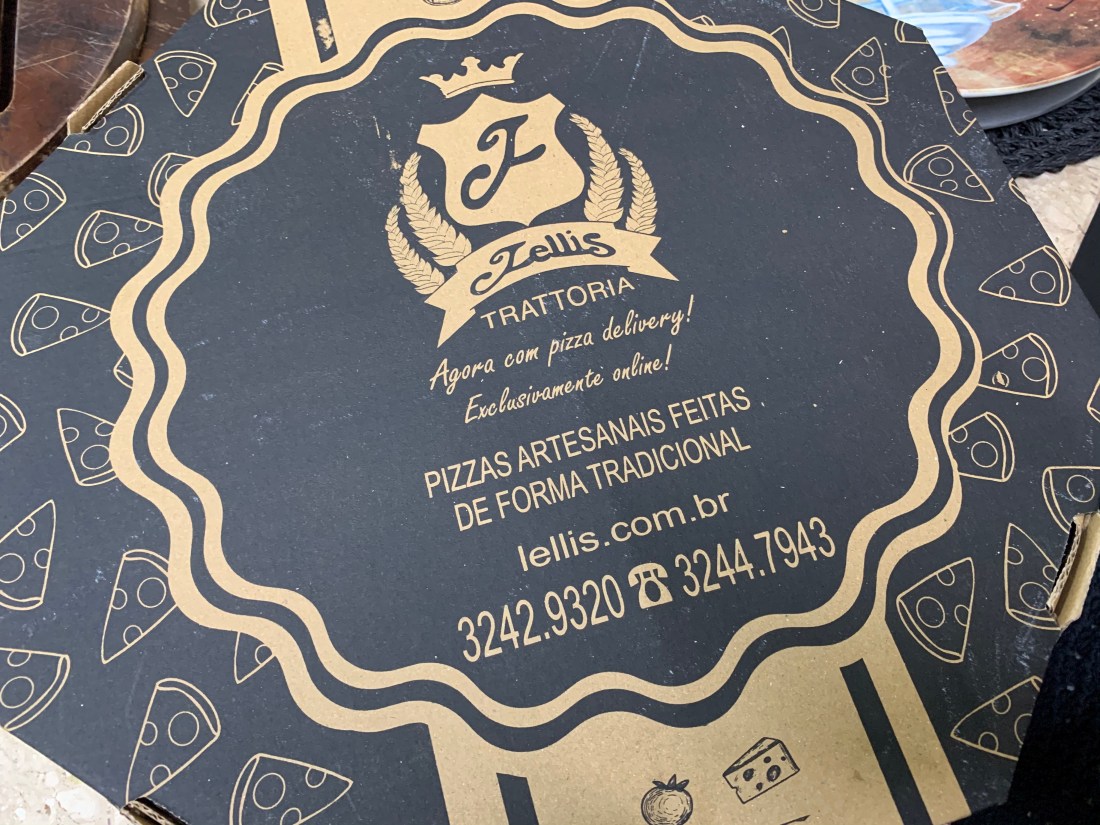 L
Lellis
TRATTORIA
Agora com pizza delivery!
Exclusivamente online!
PIZZAS ARTESANAIS FEITAS
DE FORMA TRADICIONAL
lellis.com.br
3242.9320 ☎ 3244.7943